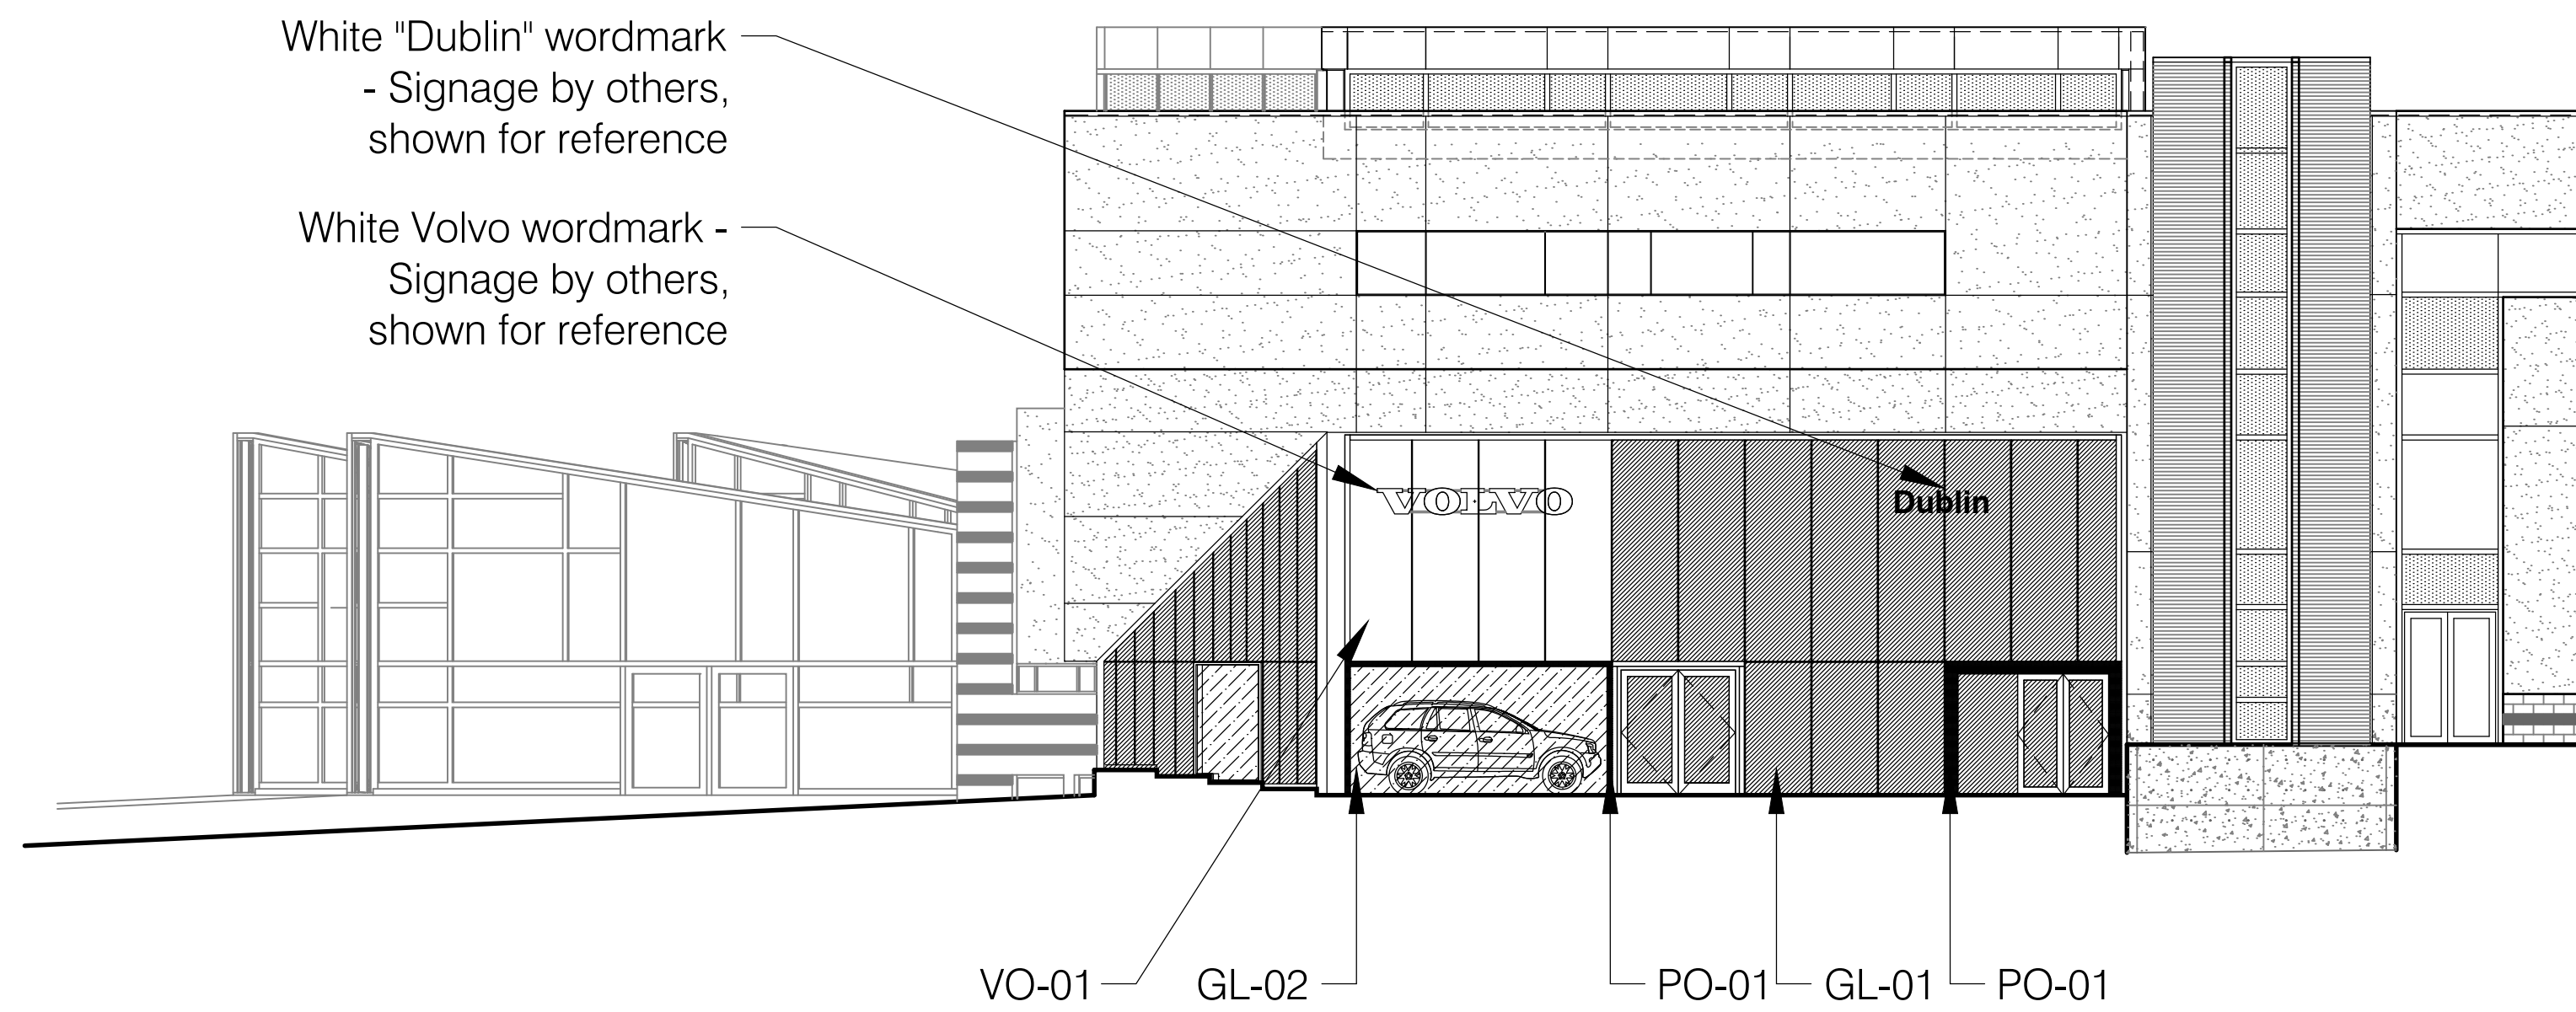 White "Dublin" wordmark
- Signage by others,
shown for reference
White Volvo wordmark -
Signage by others,
shown for reference
VOLVO
Dublin
VO-01
GL-02
PO-01
GL-01
PO-01